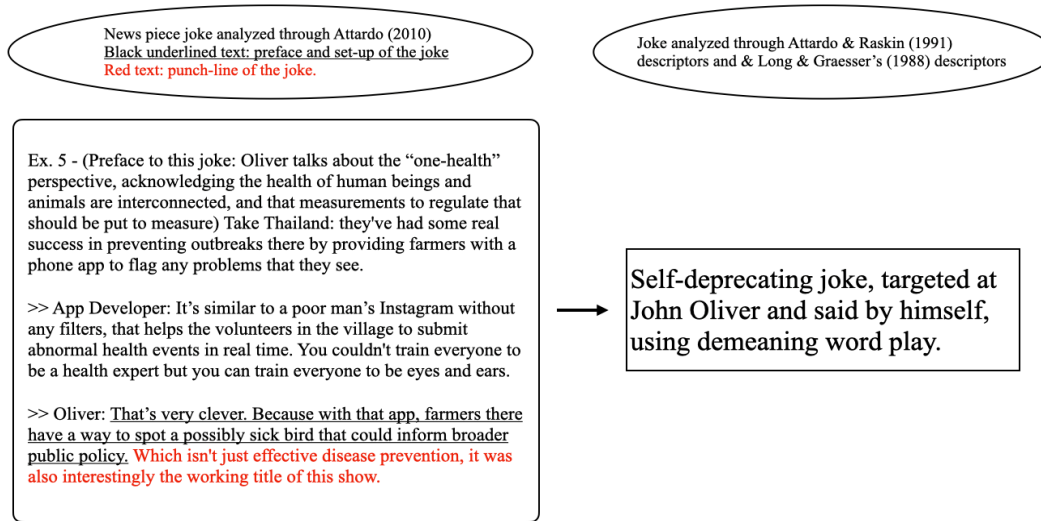 News piece joke analyzed through Attardo (2010)
Black underlined text: preface and set-up of the joke
Red text: punch-line of the joke.
Joke analyzed through Attardo & Raskin (1991)
descriptors and & Long & Graesser's (1988) descriptors
Ex. 5 - (Preface to this joke: Oliver talks about the “one-health”
perspective, acknowledging the health of human beings and
animals are interconnected, and that measurements to regulate that
should be put to measure) Take Thailand: they've had some real
success in preventing outbreaks there by providing farmers with a
phone app to flag any problems that they see.
>> App Developer: It’s similar to a poor man’s Instagram without
any filters, that helps the volunteers in the village to submit
abnormal health events in real time. You couldn't train everyone to
be a health expert but you can train everyone to be eyes and ears.
>> Oliver: That’s very clever. Because with that app, farmers there
have a way to spot a possibly sick bird that could inform broader
public policy. Which isn't just effective disease prevention, it was
also interestingly the working title of this show.
Self-deprecating joke, targeted at
John Oliver and said by himself,
using demeaning word play.